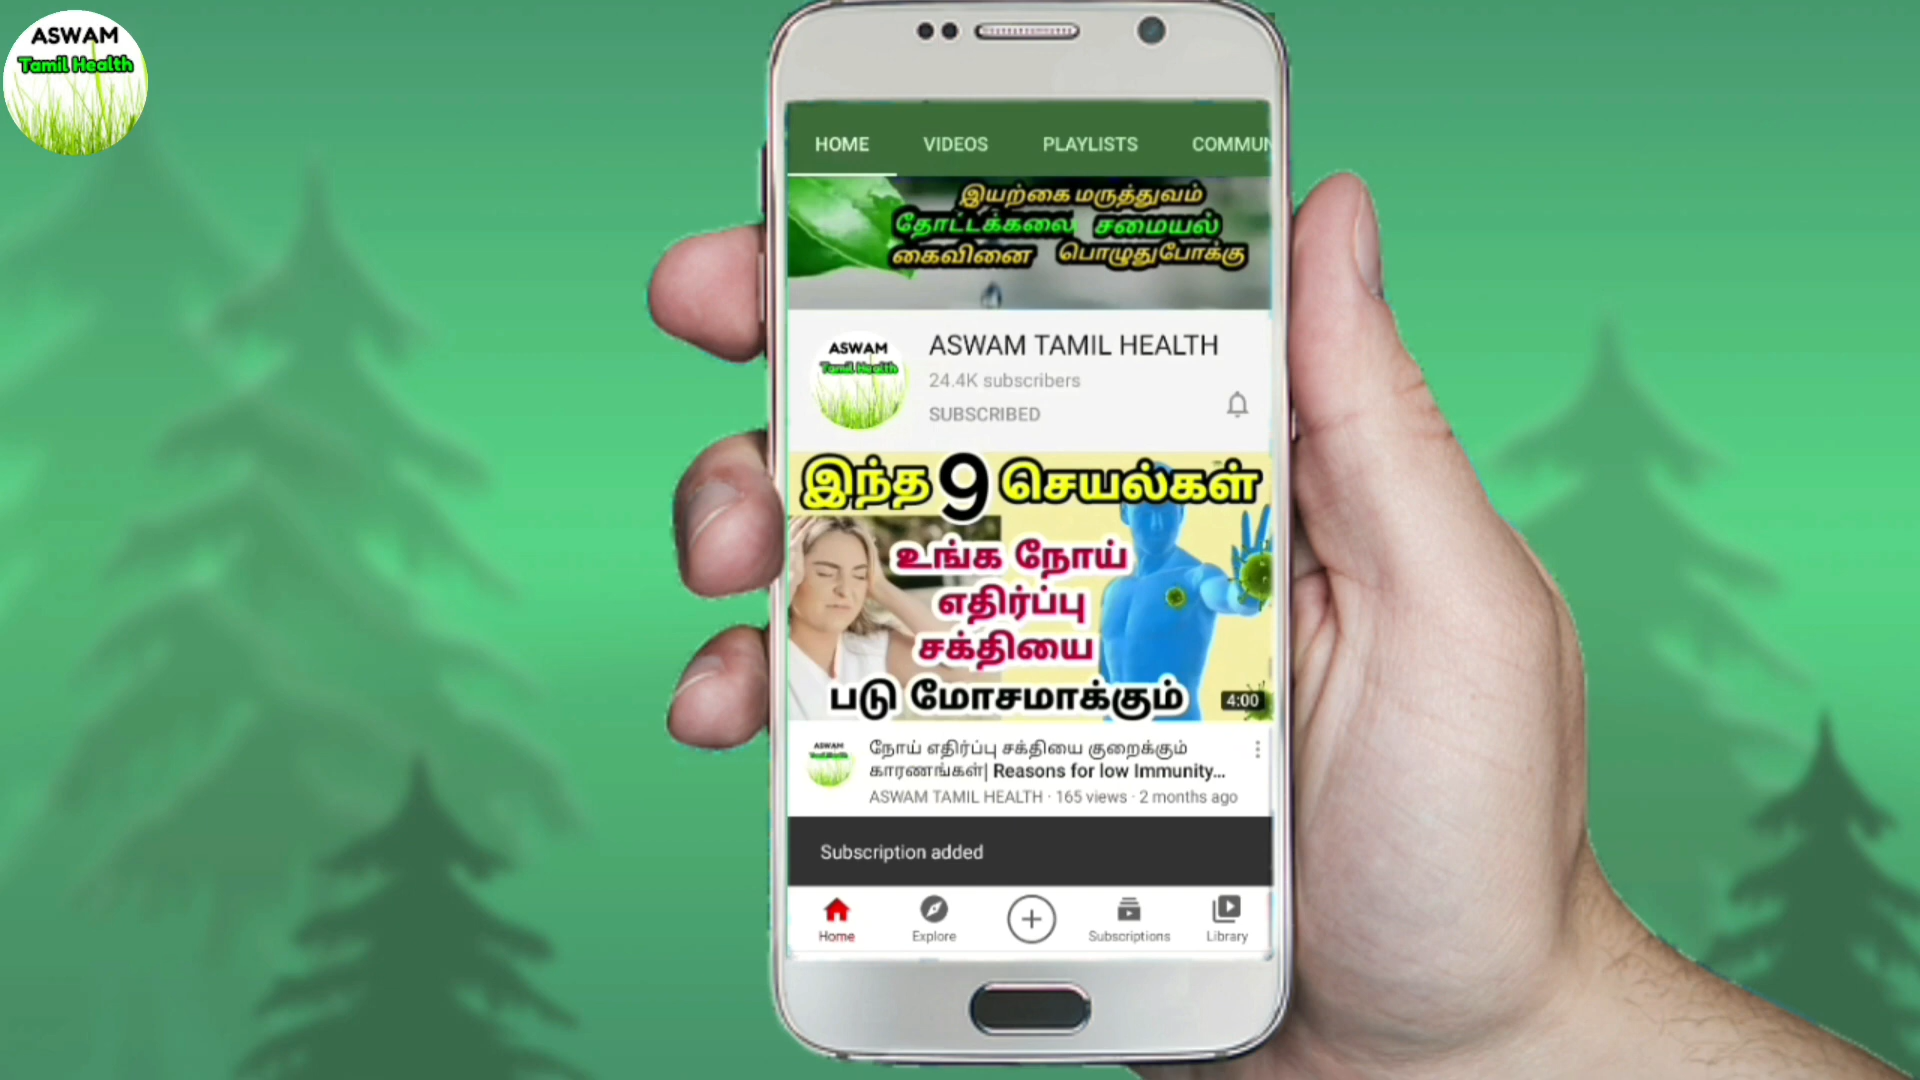 ASWAM
Tamil Health
HOME VIDEOS PLAYLISTS COMMUN
இயற்கை மருத்துவம்
தோட்டக்கலை சமையல்
கைவினை பொழுதுபோக்கு
ASWAM
Tamil Health
ASWAM TAMIL HEALTH
24.4K subscribers
SUBSCRIBED
இந்த 9 செயல்கள்
உங்க நோய்
எதிர்ப்பு
சக்தியை
படு மோசமாக்கும்
4:00
ASWAM
Tamil Health
நோய் எதிர்ப்பு சக்தியை குறைக்கும்
காரணங்கள்| Reasons for low Immunity...
ASWAM TAMIL HEALTH · 165 views · 2 months ago
Subscription added
Home Explore Subscriptions Library